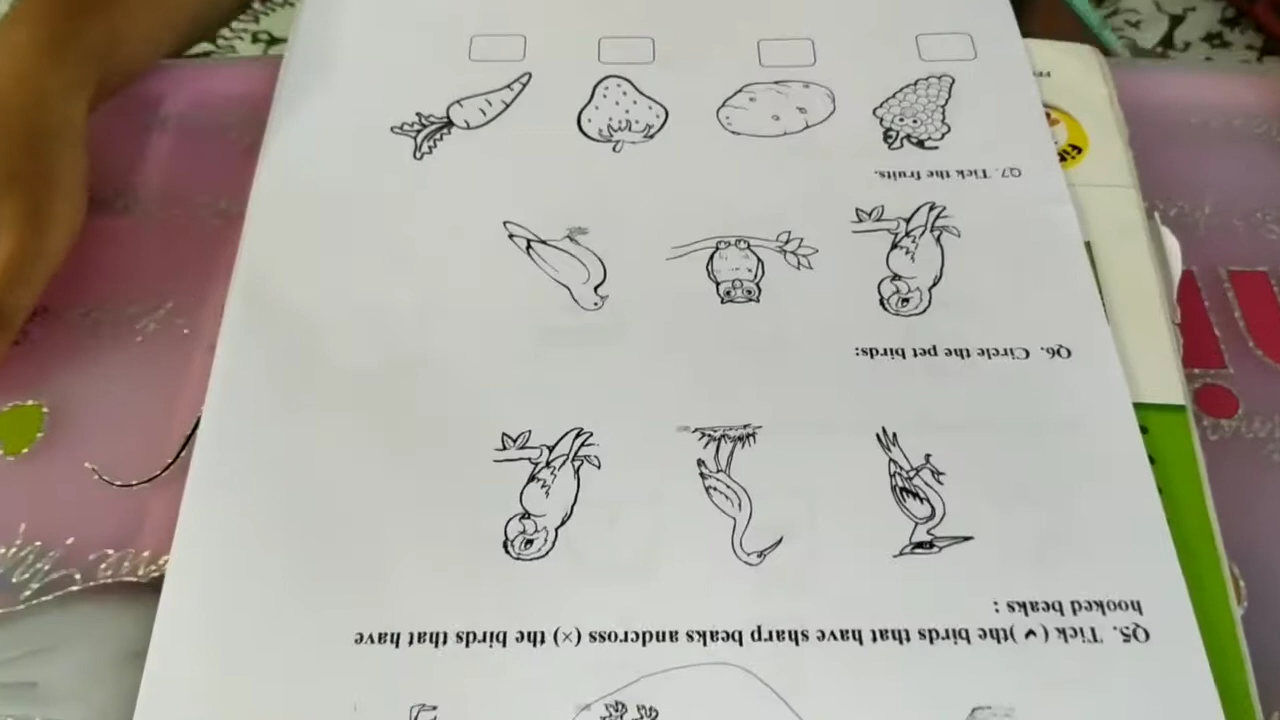 Q5. Tick (✓)the birds that have sharp beaks andcross (×) the birds that have
hooked beaks :
Q6. Circle the pet birds:
Q7. Tick the fruits.